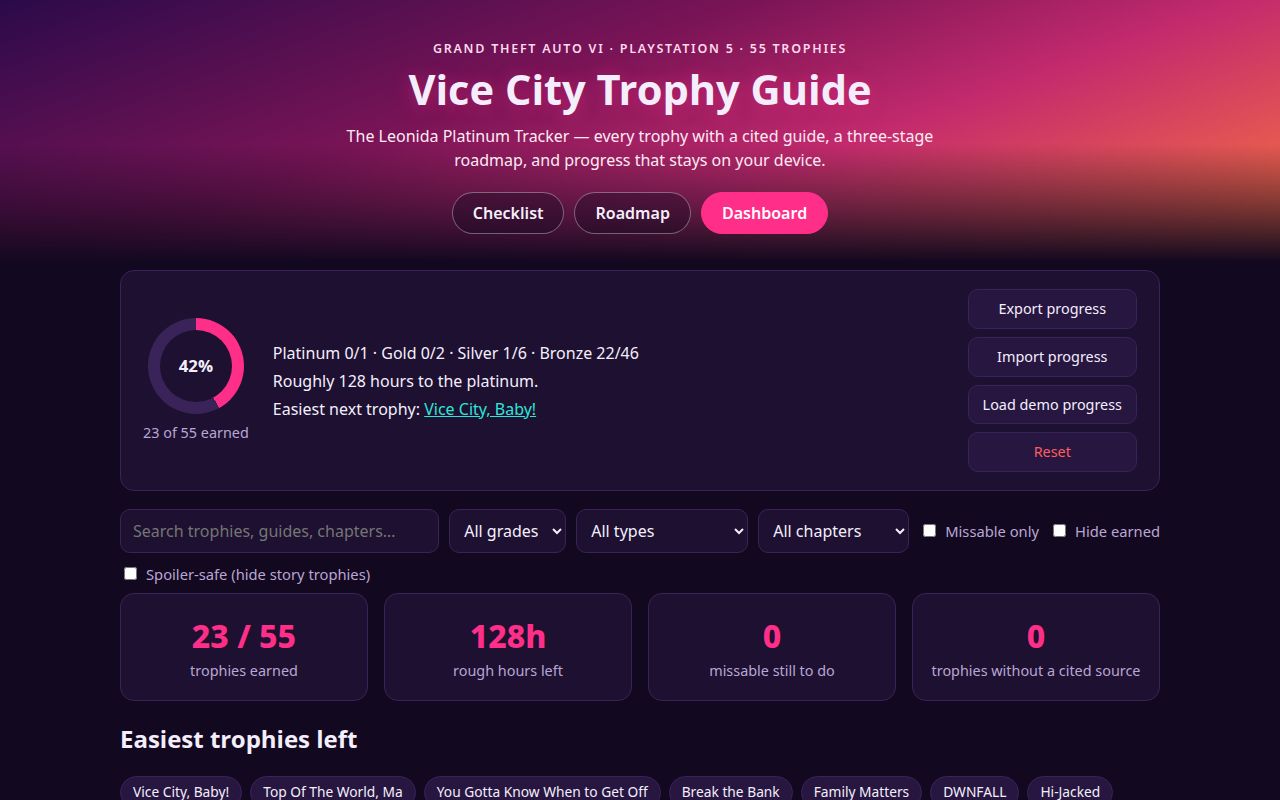 GRAND THEFT AUTO VI · PLAYSTATION 5 · 55 TROPHIES
Vice City Trophy Guide
The Leonida Platinum Tracker — every trophy with a cited guide, a three-stage
roadmap, and progress that stays on your device.
Checklist
Roadmap
Dashboard
42%
23 of 55 earned
Platinum 0/1 · Gold 0/2 · Silver 1/6 · Bronze 22/46
Roughly 128 hours to the platinum.
Easiest next trophy: Vice City, Baby!
Export progress
Import progress
Load demo progress
Reset
Search trophies, guides, chapters...
All grades
All types
All chapters
Missable only
Hide earned
Spoiler-safe (hide story trophies)
23 / 55
trophies earned
128h
rough hours left
0
missable still to do
0
trophies without a cited source
Easiest trophies left
Vice City, Baby!
Top Of The World, Ma
You Gotta Know When to Get Off
Break the Bank
Family Matters
DWNFALL
Hi-Jacked